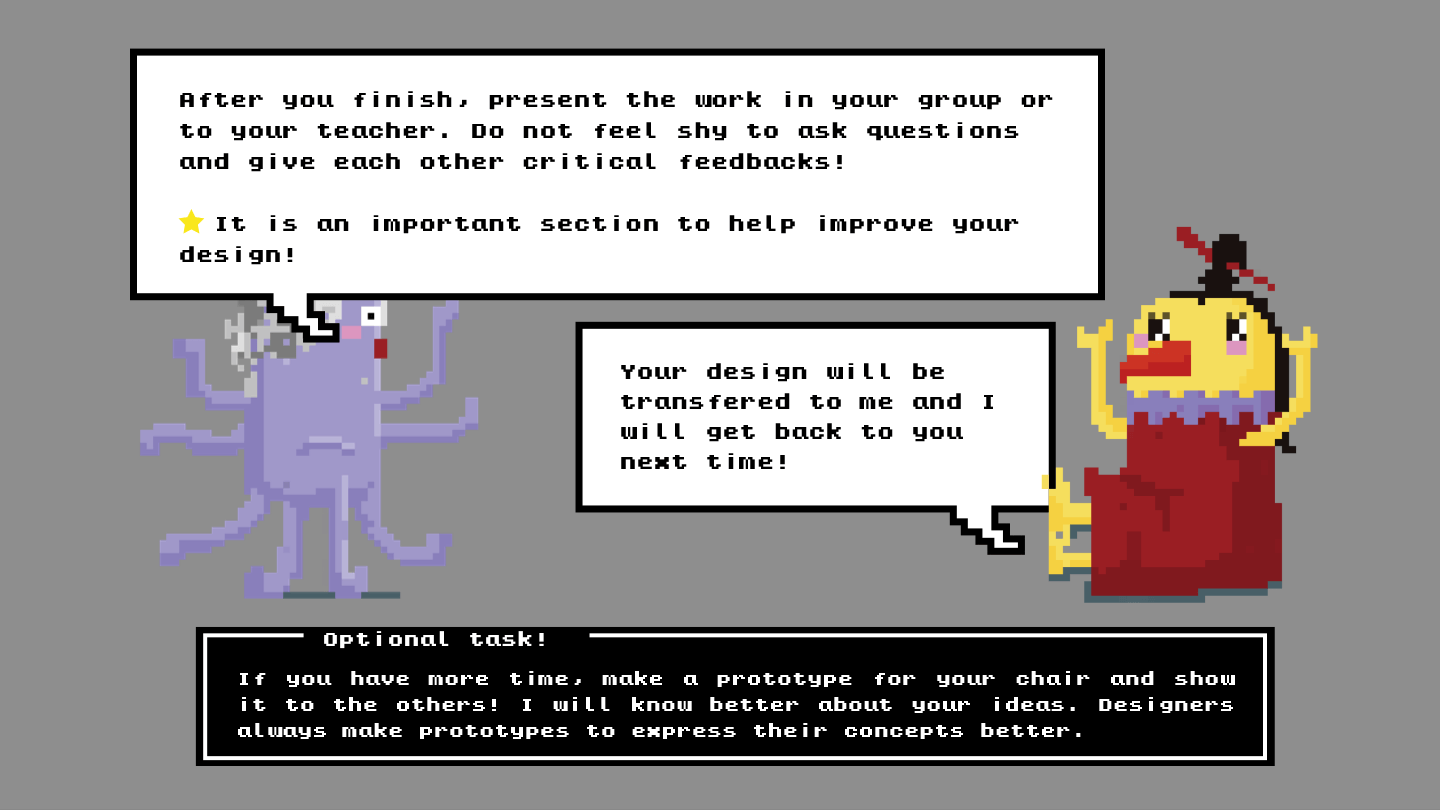 After you finish, present the work in your group or
to your teacher. Do not feel shy to ask questions
and give each other critical feedbacks!
It is an important section to help improve your
design!
Your design will be
transfered to me and I
will get back to you
next time!
Optional task!
If you have more time, make a prototype for your chair and show
it to the others! I will know better about your ideas. Designers
always make prototypes to express their concepts better.